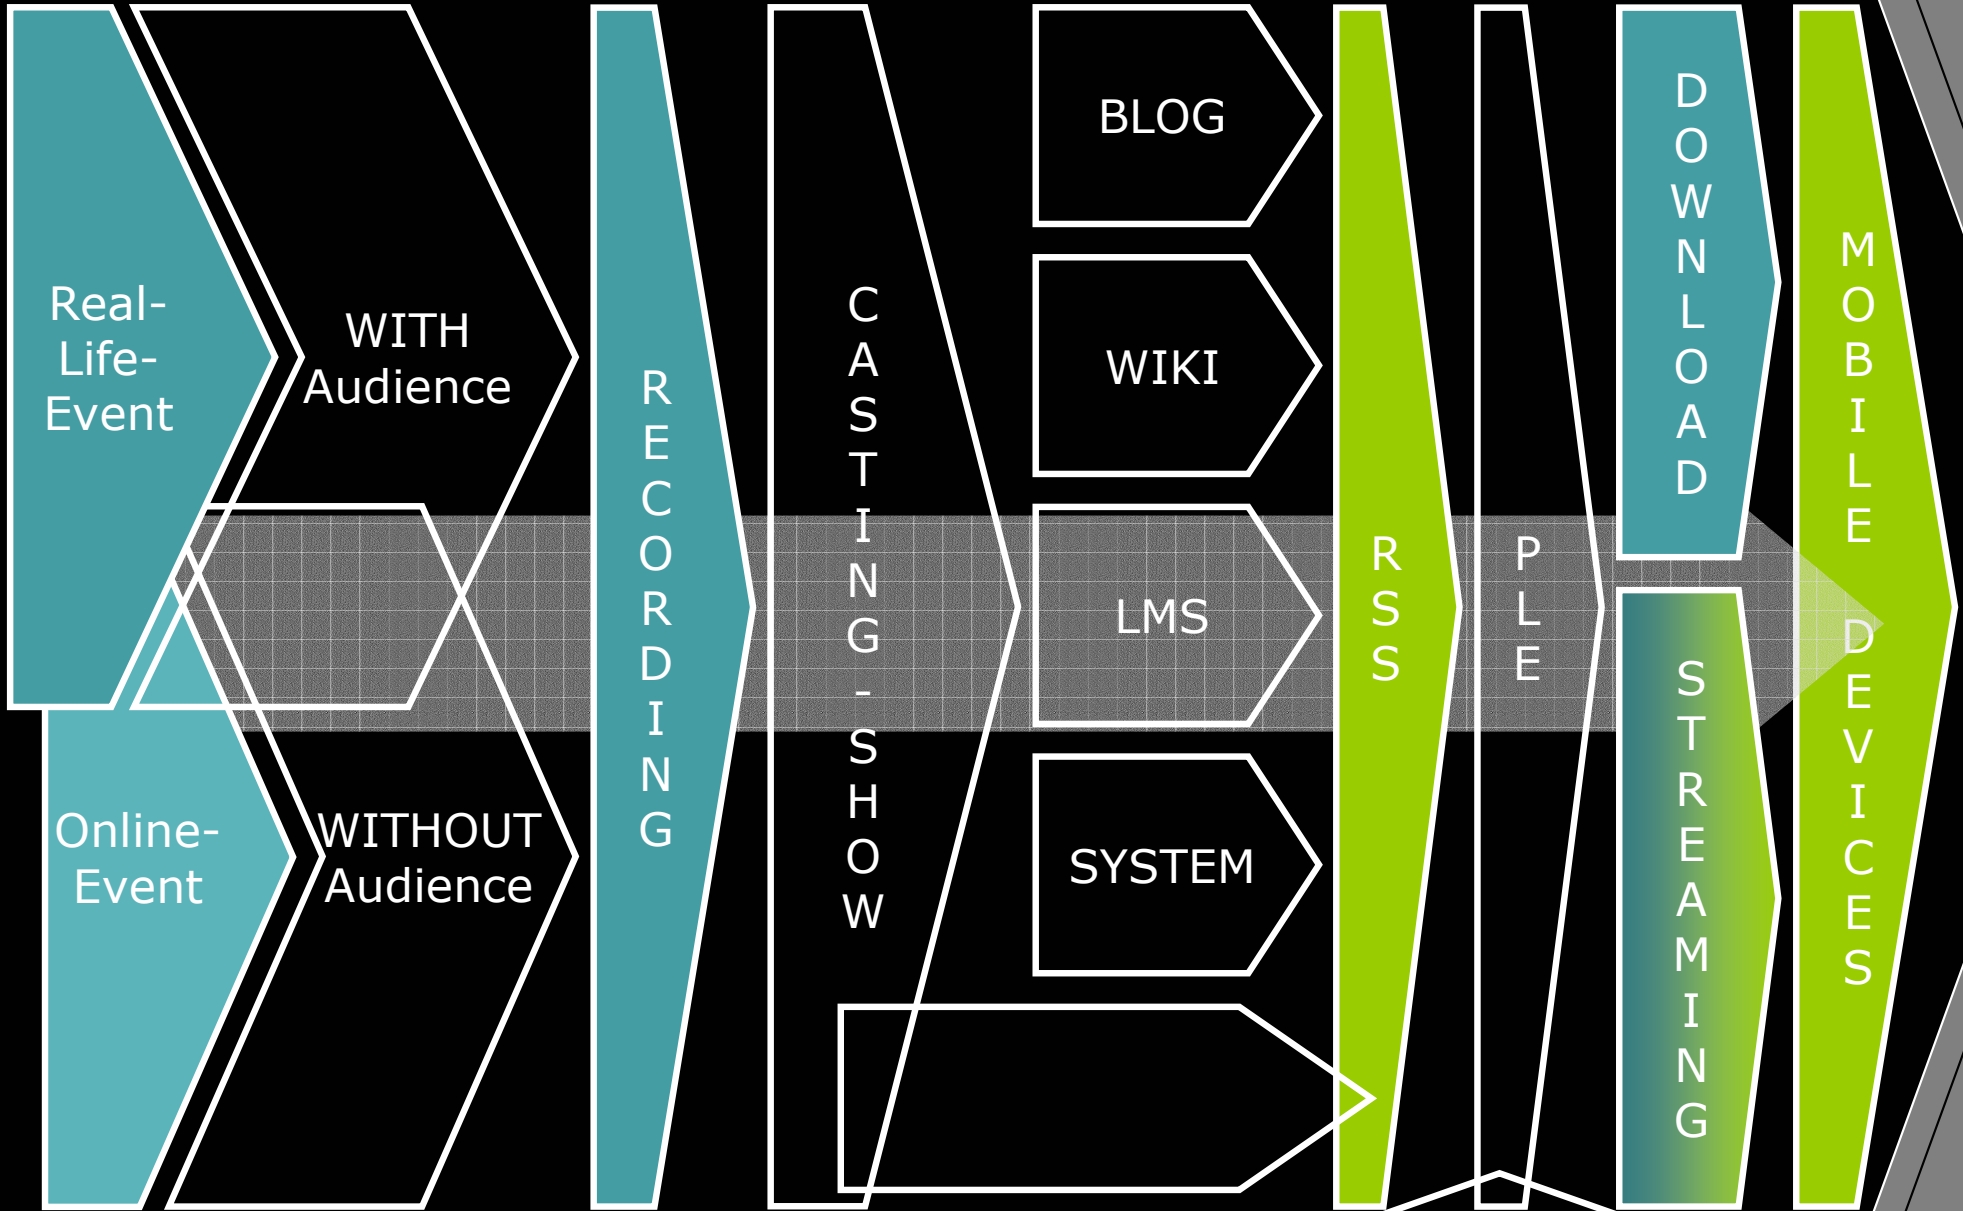 Real-
Life-
Event
Online-
Event
WITH
Audience
WITHOUT
Audience
RECORDING
CASTING-SHOW
BLOG
WIKI
LMS
SYSTEM
RSS
PLE
DOWNLOAD
STREAMING
MOBILE DEVICES